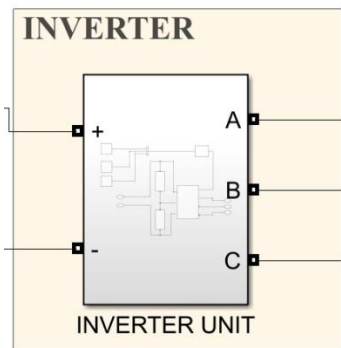 INVERTER
+ A
B
- C
INVERTER UNIT